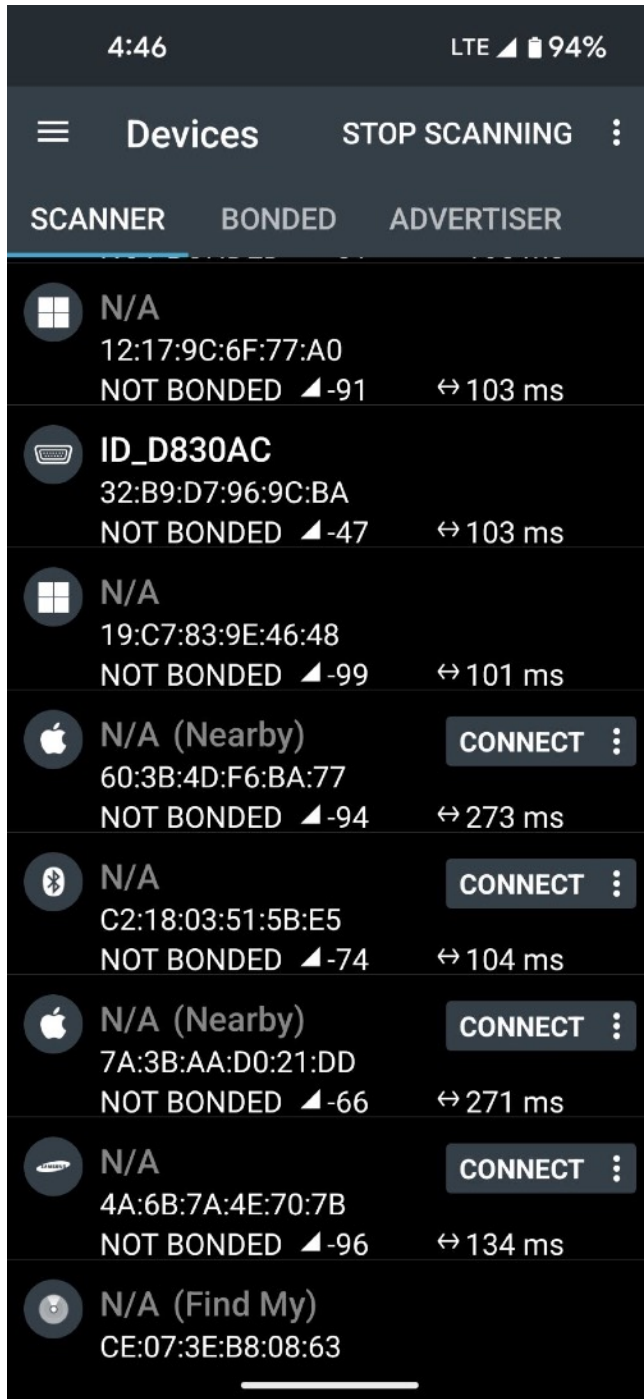 4:46 LTE 94%
Devices STOP SCANNING
SCANNER BONDED ADVERTISER
N/A
12:17:9C:6F:77:A0
NOT BONDED -91 103 ms
ID_D830AC
32:B9:D7:96:9C:BA
NOT BONDED -47 103 ms
N/A
19:C7:83:9E:46:48
NOT BONDED -99 101 ms
N/A (Nearby) CONNECT
60:3B:4D:F6:BA:77
NOT BONDED -94 273 ms
N/A CONNECT
C2:18:03:51:5B:E5
NOT BONDED -74 104 ms
N/A (Nearby) CONNECT
7A:3B:AA:D0:21:DD
NOT BONDED -66 271 ms
SAMSUNG N/A CONNECT
4A:6B:7A:4E:70:7B
NOT BONDED -96 134 ms
N/A (Find My)
CE:07:3E:B8:08:63